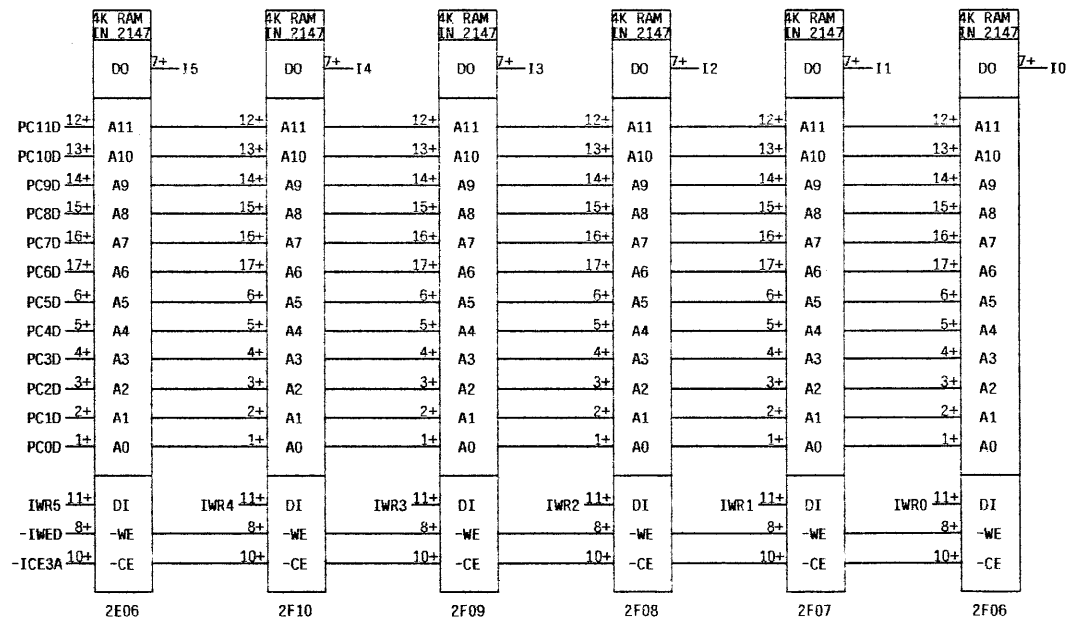 4K RAM 4K RAM 4K RAM 4K RAM 4K RAM 4K RAM
IN 2147 IN 2147 IN 2147 IN 2147 IN 2147 IN 2147
DO 7+ I5 DO 7+ I4 DO 7+ I3 DO 7+ I2 DO 7+ I1 DO 7+ I0
PC11D 12+ A11 12+ A11 12+ A11 12+ A11 12+ A11 12+ A11
PC10D 13+ A10 13+ A10 13+ A10 13+ A10 13+ A10 13+ A10
PC9D 14+ A9 14+ A9 14+ A9 14+ A9 14+ A9 14+ A9
PC8D 15+ A8 15+ A8 15+ A8 15+ A8 15+ A8 15+ A8
PC7D 16+ A7 16+ A7 16+ A7 16+ A7 16+ A7 16+ A7
PC6D 17+ A6 17+ A6 17+ A6 17+ A6 17+ A6 17+ A6
PC5D 6+ A5 6+ A5 6+ A5 6+ A5 6+ A5 6+ A5
PC4D 5+ A4 5+ A4 5+ A4 5+ A4 5+ A4 5+ A4
PC3D 4+ A3 4+ A3 4+ A3 4+ A3 4+ A3 4+ A3
PC2D 3+ A2 3+ A2 3+ A2 3+ A2 3+ A2 3+ A2
PC1D 2+ A1 2+ A1 2+ A1 2+ A1 2+ A1 2+ A1
PC0D 1+ A0 1+ A0 1+ A0 1+ A0 1+ A0 1+ A0
IWR5 11+ DI IWR4 11+ DI IWR3 11+ DI IWR2 11+ DI IWR1 11+ DI IWR0 11+ DI
-IWED 8+ -WE 8+ -WE 8+ -WE 8+ -WE 8+ -WE 8+ -WE
-ICE3A 10+ -CE 10+ -CE 10+ -CE 10+ -CE 10+ -CE 10+ -CE
2E06 2F10 2F09 2F08 2F07 2F06